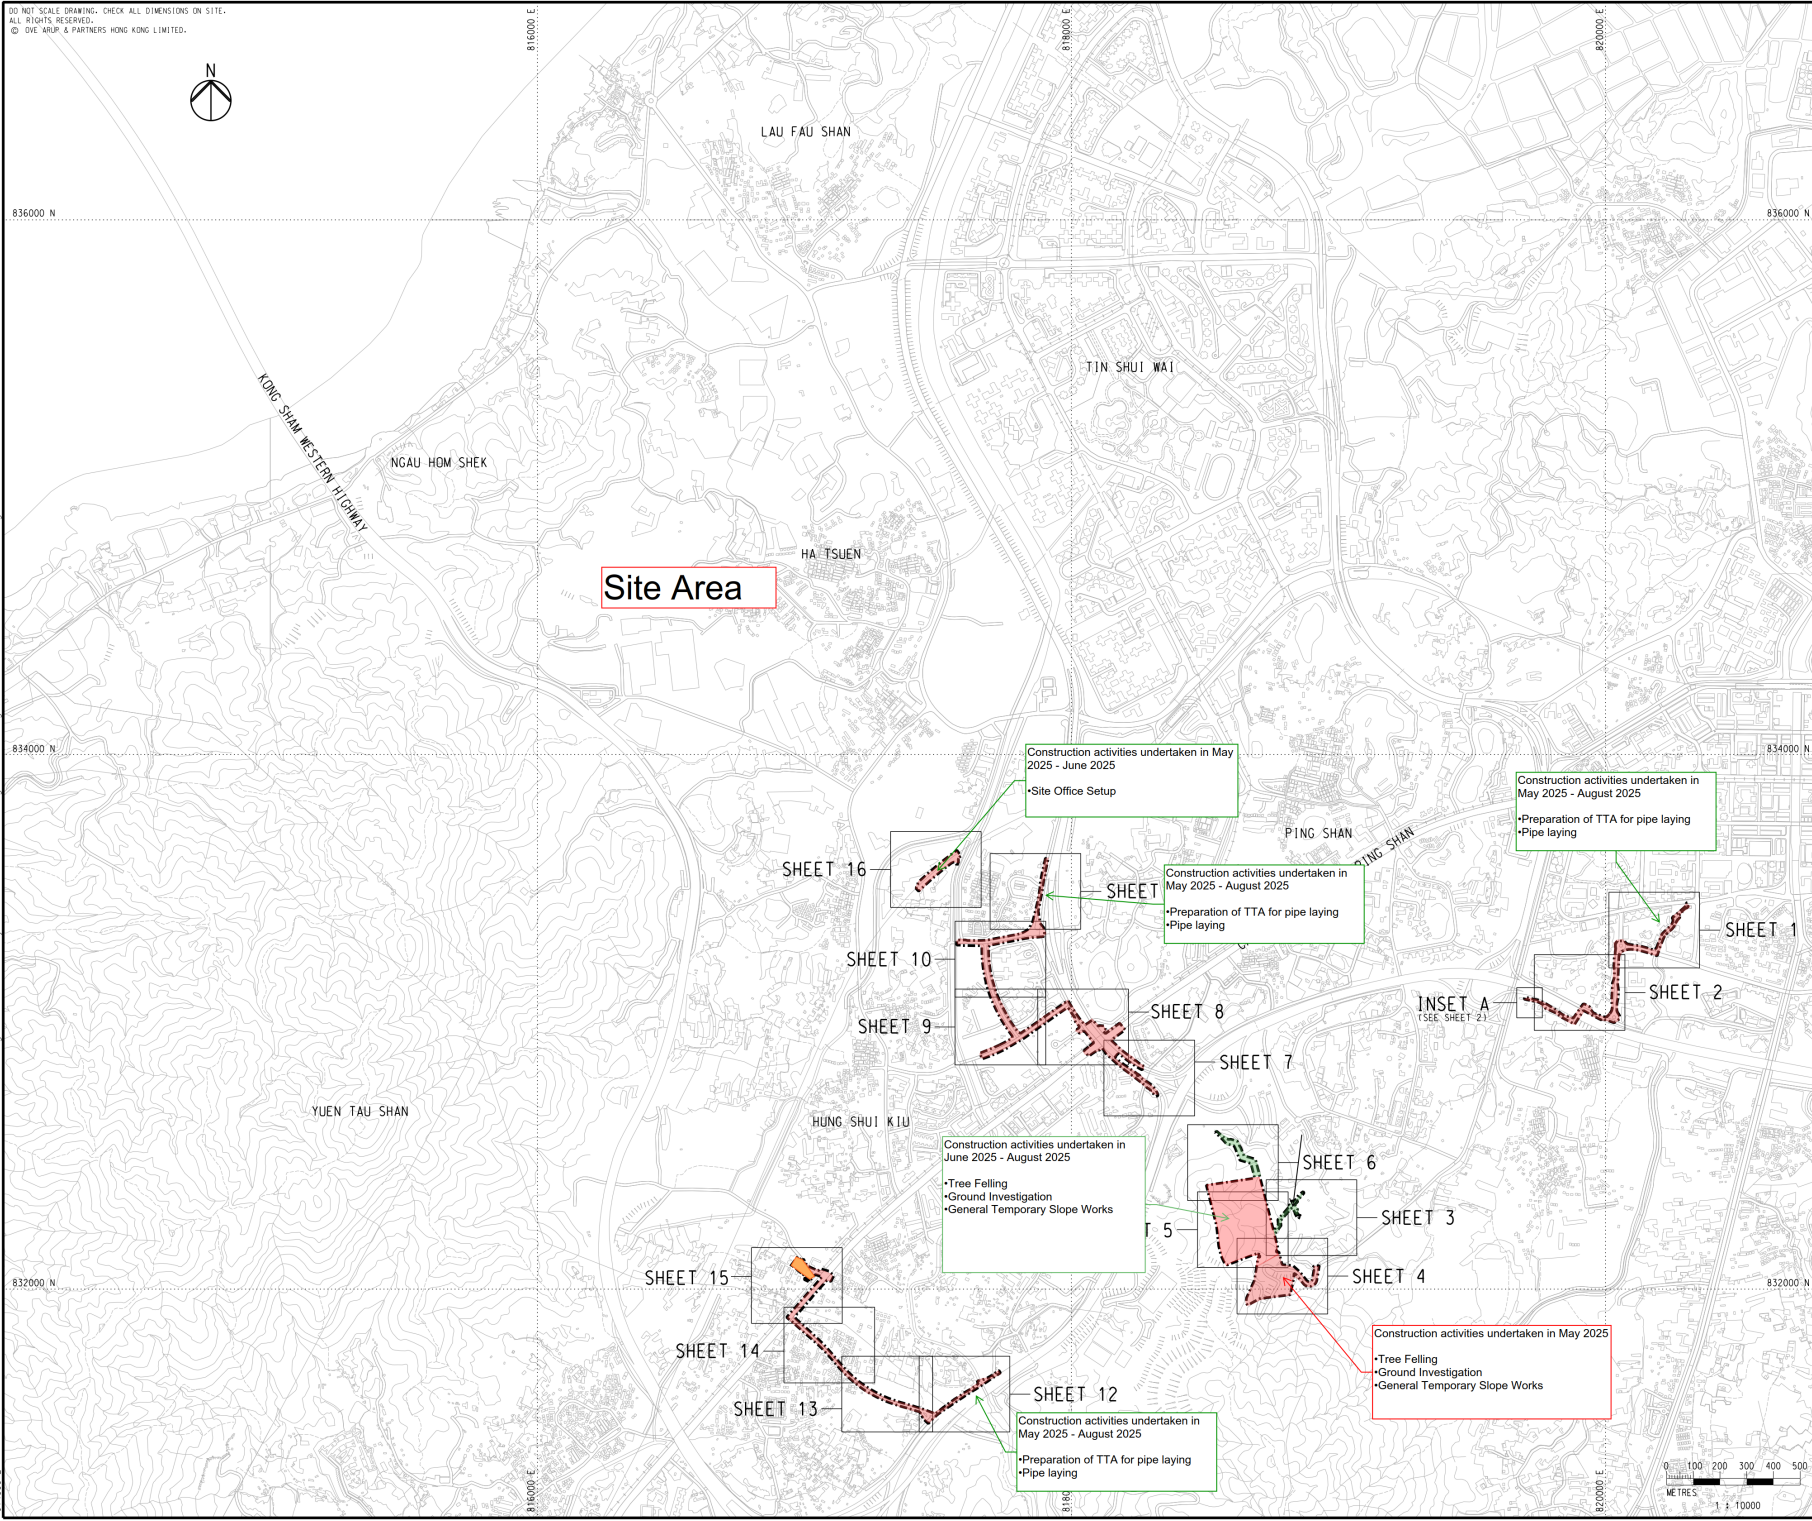 DO NOT SCALE DRAWING. CHECK ALL DIMENSIONS ON SITE.
ALL RIGHTS RESERVED.
© OVE ARUP & PARTNERS HONG KONG LIMITED.
N
816000 E
818000 E
820000 E
836000 N
836000 N
LAU FAU SHAN
TIN SHUI WAI
KONG SHAM WESTERN HIGHWAY
NGAU HOM SHEK
HA TSUEN
Site Area
834000 N
834000 N
Construction activities undertaken in May
2025 - June 2025
•Site Office Setup
Construction activities undertaken in
May 2025 - August 2025
•Preparation of TTA for pipe laying
•Pipe laying
PING SHAN
PING SHAN
SHEET 16
SHEET
Construction activities undertaken in
May 2025 - August 2025
•Preparation of TTA for pipe laying
•Pipe laying
SHEET 1
SHEET 10
SHEET 2
INSET A
(SEE SHEET 2)
SHEET 9
SHEET 8
SHEET 7
YUEN TAU SHAN
HUNG SHUI KIU
Construction activities undertaken in
June 2025 - August 2025
•Tree Felling
•Ground Investigation
•General Temporary Slope Works
SHEET 6
SHEET 3
T 5
SHEET 4
SHEET 15
832000 N
832000 N
SHEET 14
Construction activities undertaken in May 2025
•Tree Felling
•Ground Investigation
•General Temporary Slope Works
SHEET 13
SHEET 12
Construction activities undertaken in
May 2025 - August 2025
•Preparation of TTA for pipe laying
•Pipe laying
816000 E
8180
820000 E
0 100 200 300 400 500
METRES
1 : 10000